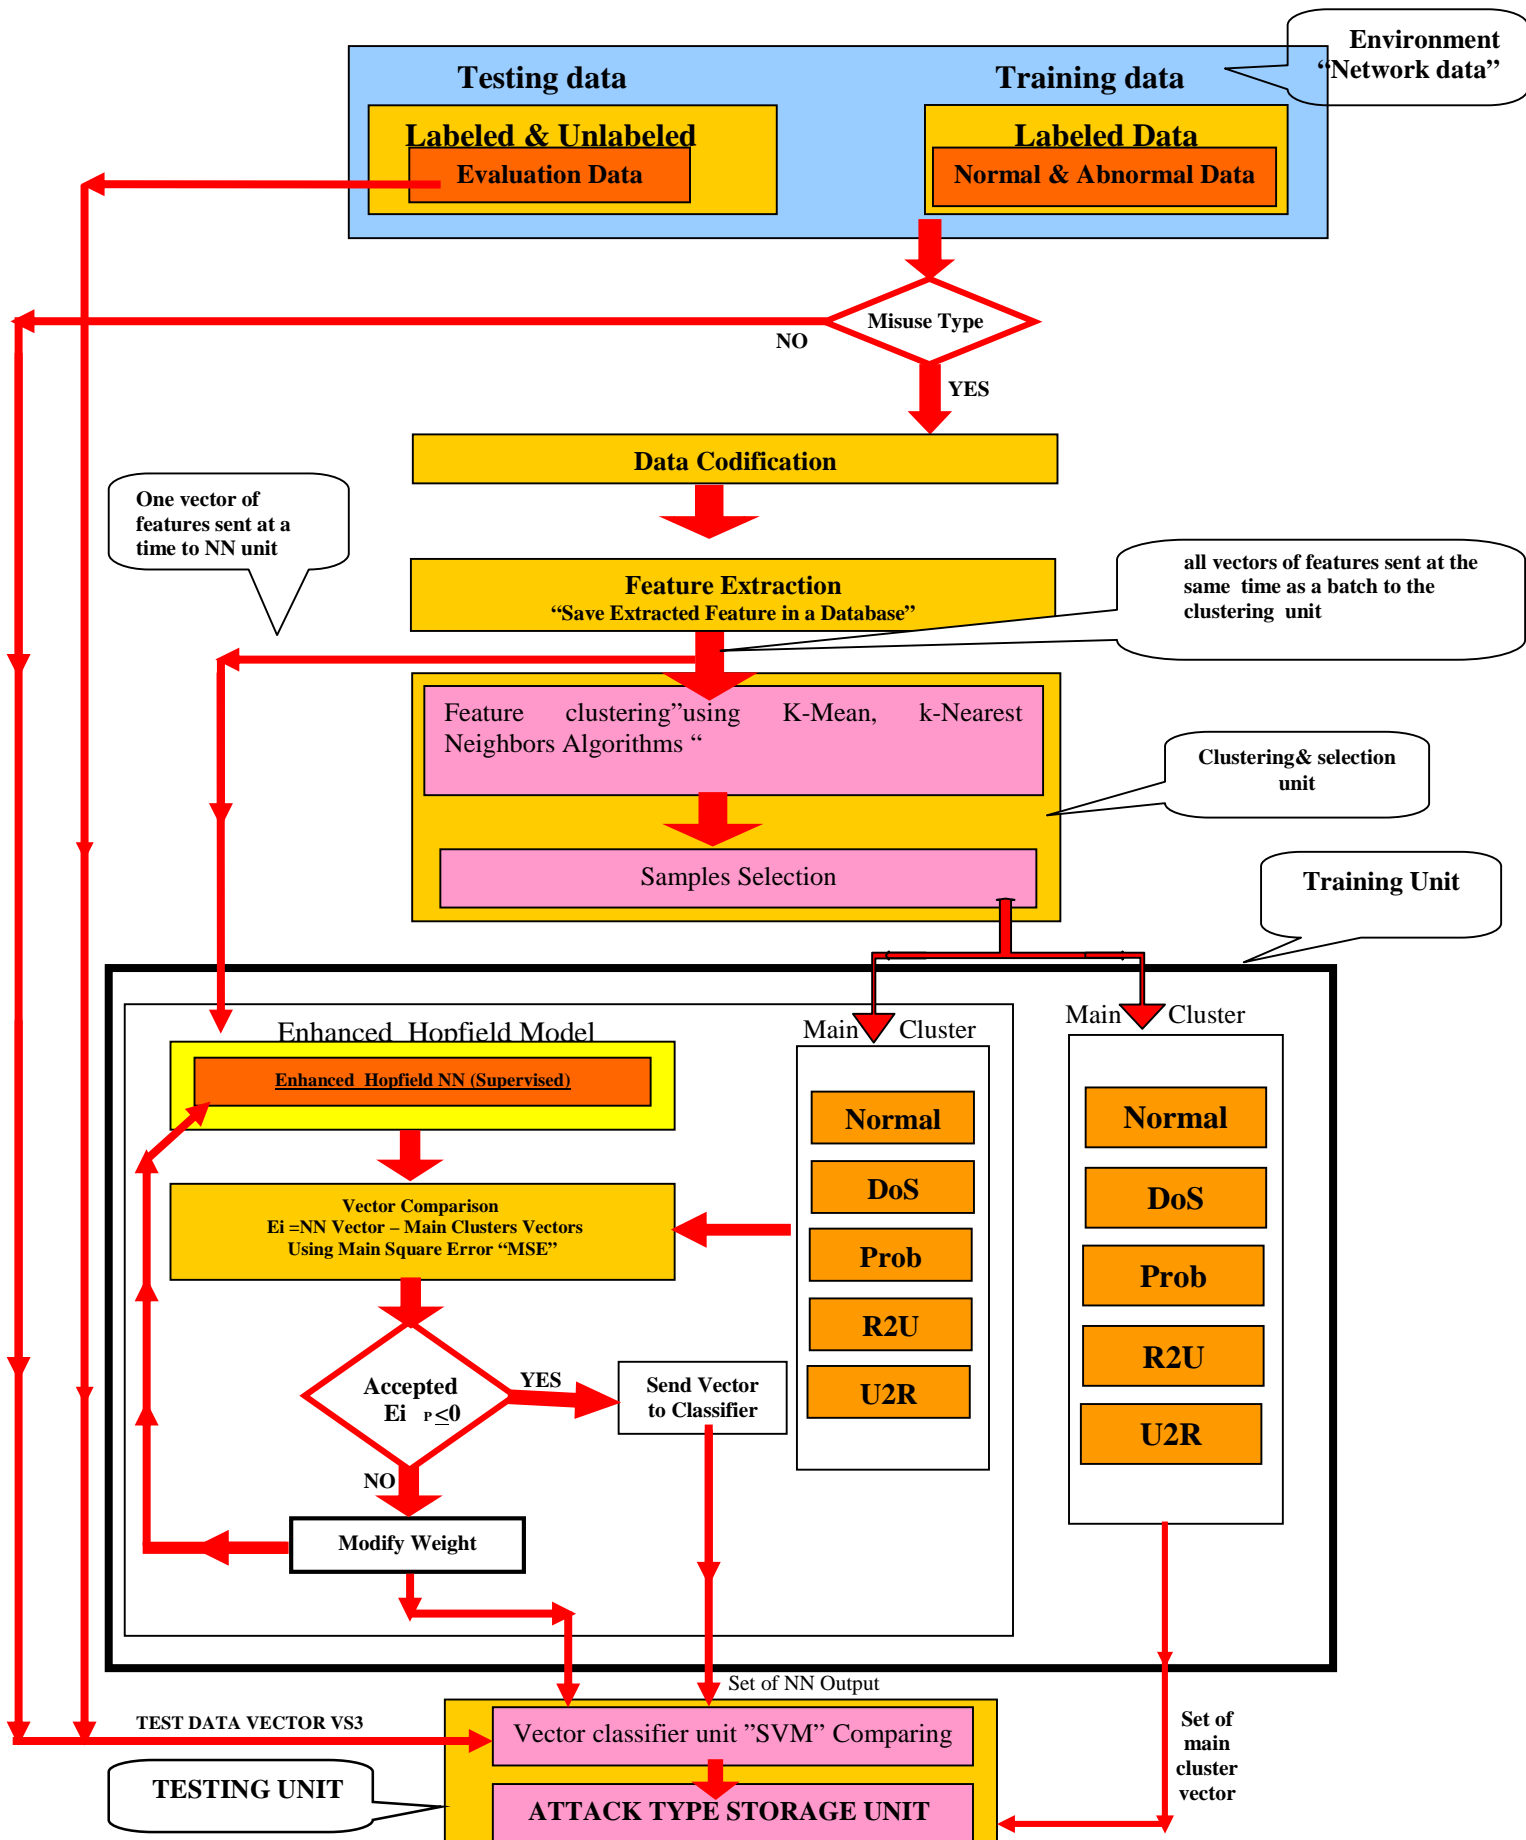 Environment
“Network data”
Testing data
Training data
Labeled & Unlabeled
Evaluation Data
Labeled Data
Normal & Abnormal Data
Misuse Type
NO
YES
Data Codification
One vector of
features sent at a
time to NN unit
Feature Extraction
“Save Extracted Feature in a Database”
all vectors of features sent at the
same time as a batch to the
clustering unit
Feature clustering”using K-Mean, k-Nearest
Neighbors Algorithms “
Clustering& selection
unit
Samples Selection
Training Unit
Enhanced Hopfield Model
Main Cluster
Main Cluster
Enhanced Hopfield NN (Supervised)
Normal
DoS
Prob
R2U
U2R
Normal
DoS
Prob
R2U
U2R
Vector Comparison
Ei =NN Vector – Main Clusters Vectors
Using Main Square Error “MSE”
Accepted
Ei P ≤0
YES
Send Vector
to Classifier
NO
Modify Weight
Set of NN Output
TEST DATA VECTOR VS3
Vector classifier unit ”SVM” Comparing
Set of
main
cluster
vector
TESTING UNIT
ATTACK TYPE STORAGE UNIT